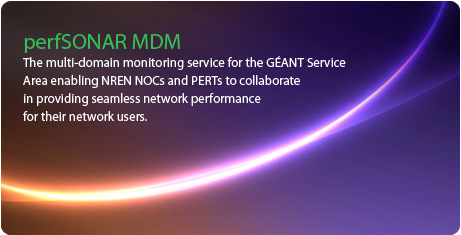 perfSONAR MDM
The multi-domain monitoring service for the GÉANT Service
Area enabling NREN NOCs and PERTs to collaborate
in providing seamless network performance
for their network users.